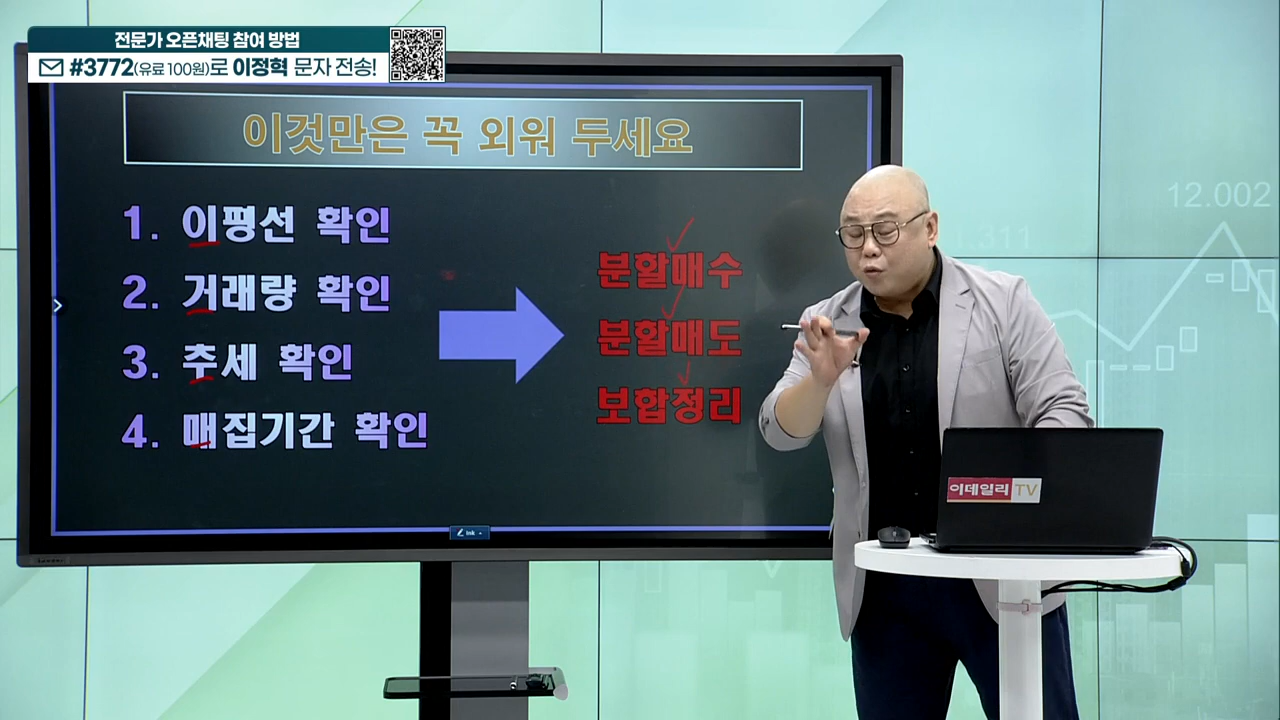 전문가 오픈채팅 참여 방법
#3772(유료 100원)로 이정혁 문자 전송!
이것만은 꼭 외워 두세요
1. 이평선 확인
2. 거래량 확인
3. 추세 확인
4. 매집기간 확인
분할매수
분할매도
보합정리
12.002
1.311
이데일리 TV
Ink